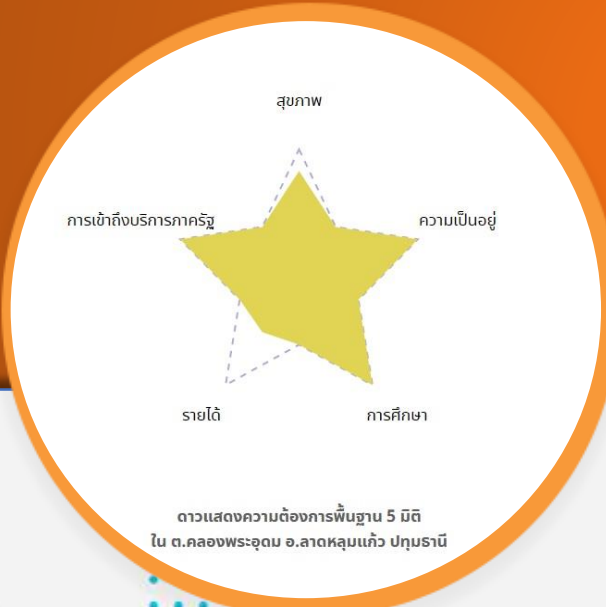 สุขภาพ
การเข้าถึงบริการภาครัฐ
ความเป็นอยู่
รายได้
การศึกษา
ดาวแสดงความต้องการพื้นฐาน 5 มิติ
ใน ต.คลองพระอุดม อ.ลาดหลุมแก้ว ปทุมธานี